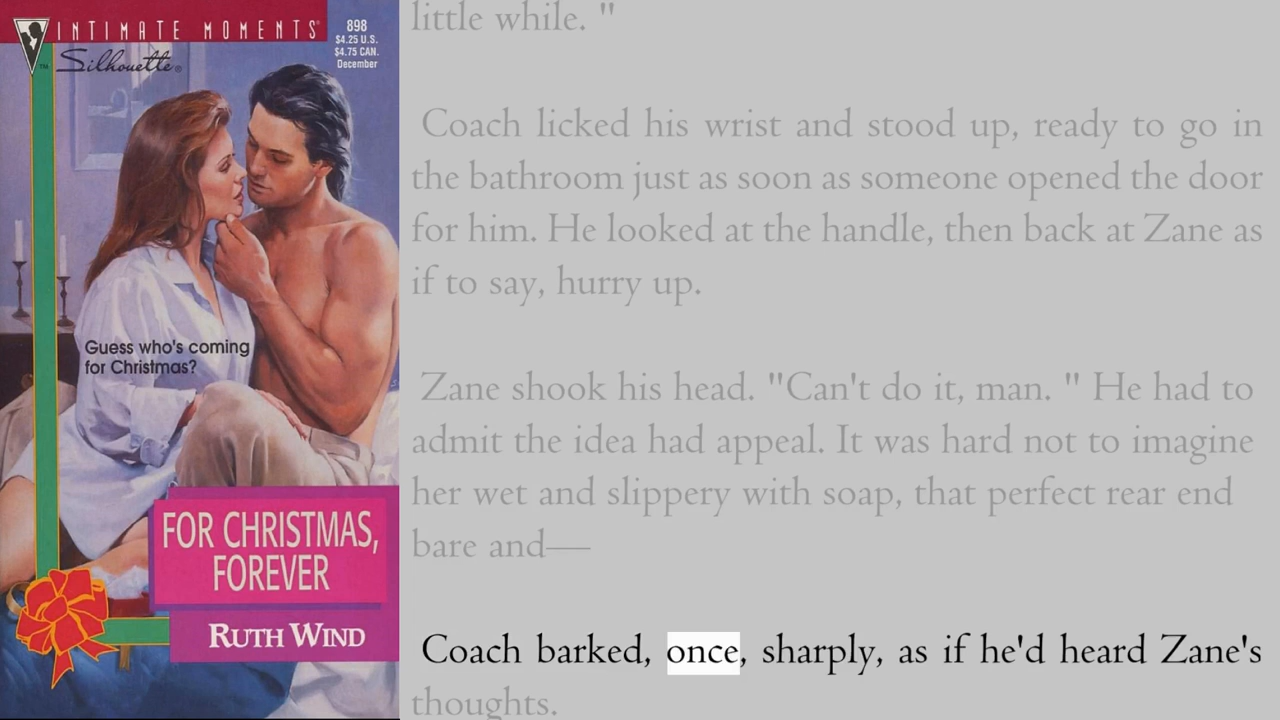 INTIMATE MOMENTS®
898
$4.25 U.S.
$4.75 CAN.
December
™
Silhouette®
Guess who's coming
for Christmas?
FOR CHRISTMAS,
FOREVER
RUTH WIND
little while. "
Coach licked his wrist and stood up, ready to go in
the bathroom just as soon as someone opened the door
for him. He looked at the handle, then back at Zane as
if to say, hurry up.
Zane shook his head. "Can't do it, man. " He had to
admit the idea had appeal. It was hard not to imagine
her wet and slippery with soap, that perfect rear end
bare and—
Coach barked, once, sharply, as if he'd heard Zane's
thoughts.